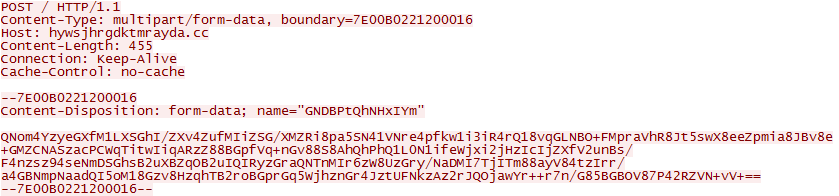 POST / HTTP/1.1
Content-Type: multipart/form-data, boundary=7E00B0221200016
Host: hywsjhrgdktmrayda.cc
Content-Length: 455
Connection: Keep-Alive
Cache-Control: no-cache
--7E00B0221200016
Content-Disposition: form-data; name="GNDBPtQhNHxIYm"
QNom4YzyeGXfM1LXSGhI/ZXv4ZufMIiZSG/XMZRi8pa5SN41VNre4pfkw1i3iR4rQ18vqGLNBO+FMpraVhR8Jt5swX8eeZpmia8JBv8e
+GMZCNASzacPCWqTitwIiqARzZ88BGpfVq+nGv88S8AhQhPhQ1LON1ifeWjxi2jHzIcIjZXfV2unBs/
F4nzsz94seNmDSGhsB2uXBZqOB2uIQIRyzGraQNTnMIr6zW8UzGry/NaDMI7TjITm88ayV84tzIrr/
a4GBNmpNaadQI5oM18Gzv8HzqhTB2roBGprGq5WjhznGr4JztUFNkzAz2rJQOjawYr++r7n/G85BGBOV87P42RZVN+vV+==
--7E00B0221200016--